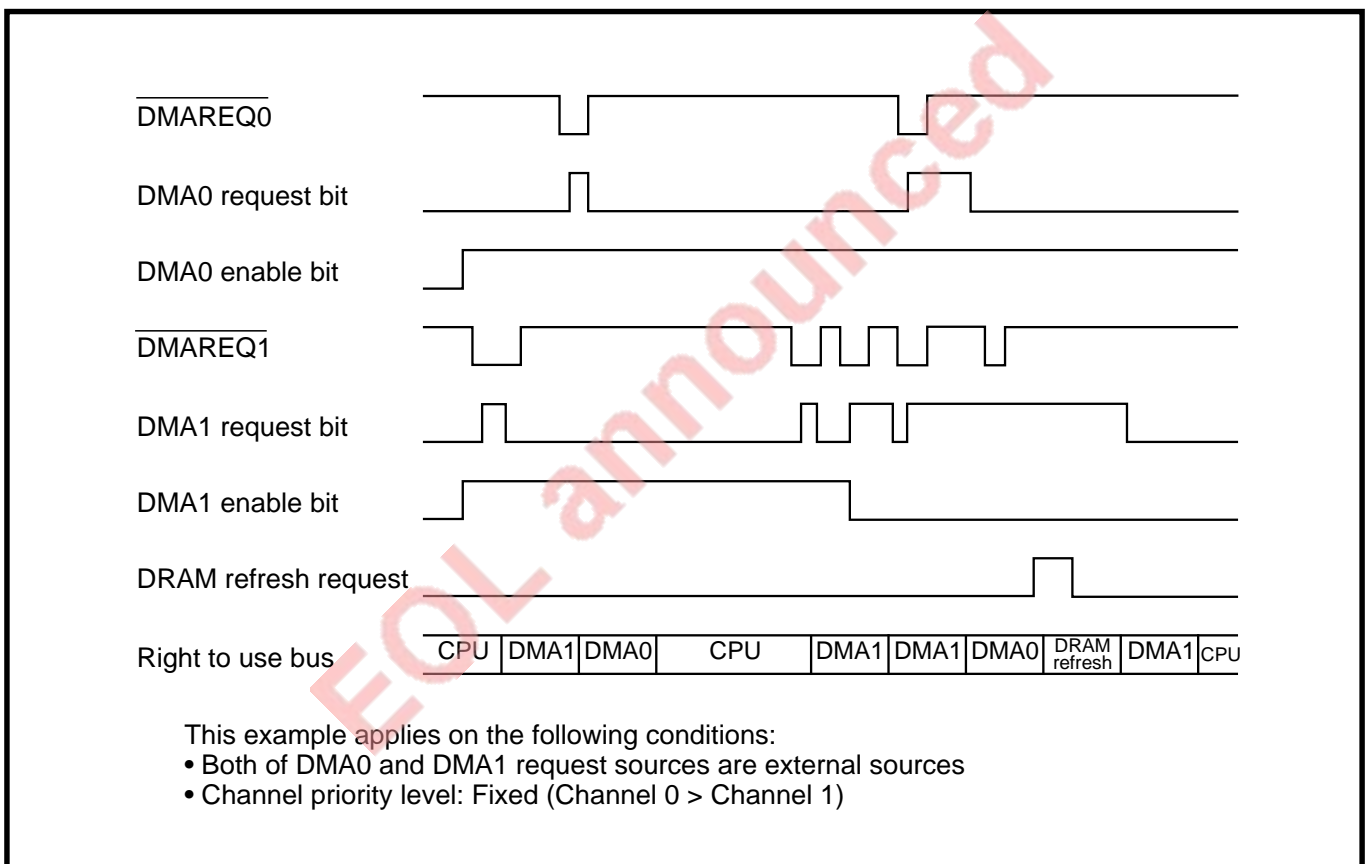 DMAREQ0
DMA0 request bit
DMA0 enable bit
DMAREQ1
DMA1 request bit
DMA1 enable bit
DRAM refresh request
Right to use bus
CPU DMA1 DMA0 CPU DMA1 DMA1 DMA0 DRAM refresh DMA1 CPU
This example applies on the following conditions:
• Both of DMA0 and DMA1 request sources are external sources
• Channel priority level: Fixed (Channel 0 > Channel 1)
EOL announced